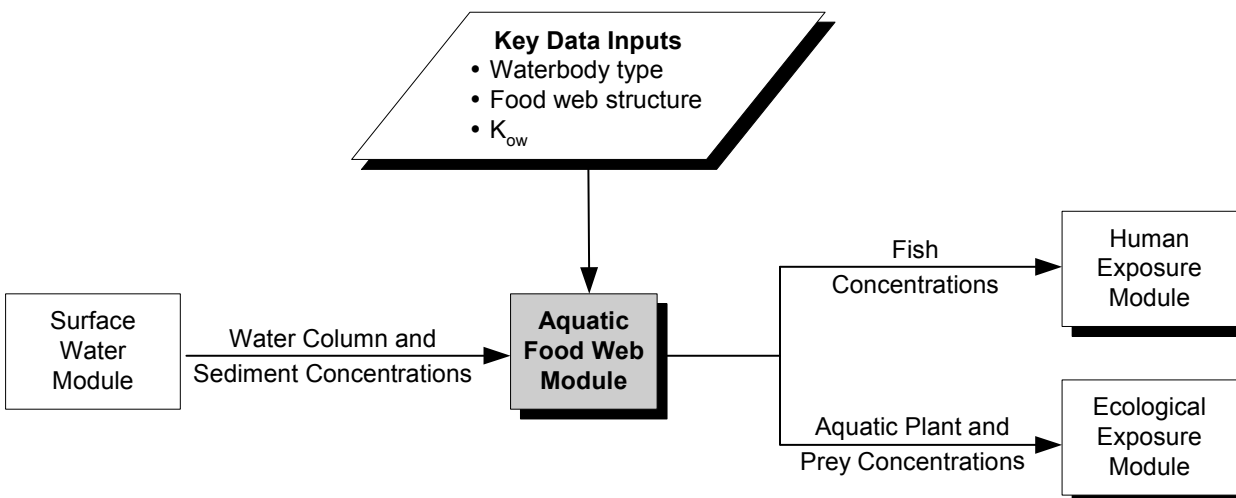 Key Data Inputs
• Waterbody type
• Food web structure
• Kow
Surface
Water
Module
Water Column and
Sediment Concentrations
Aquatic
Food Web
Module
Fish
Concentrations
Human
Exposure
Module
Aquatic Plant and
Prey Concentrations
Ecological
Exposure
Module